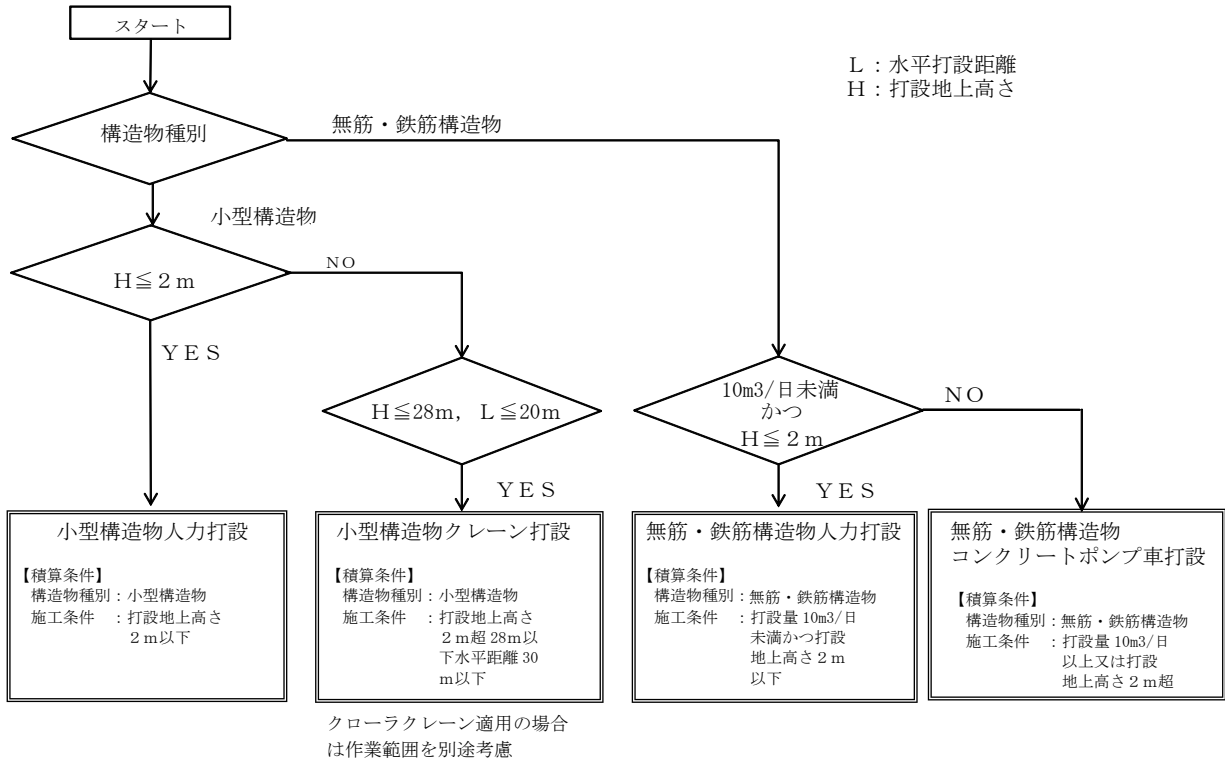 スタート
L：水平打設距離
H：打設地上高さ
構造物種別
無筋・鉄筋構造物
小型構造物
H≦２ｍ
NO
YES
H≦28m， L≦20m
YES
10m3/日未満
かつ
H≦２ｍ
NO
YES
小型構造物人力打設
【積算条件】
構造物種別：小型構造物
施工条件 ：打設地上高さ
２ｍ以下
小型構造物クレーン打設
【積算条件】
構造物種別：小型構造物
施工条件 ：打設地上高さ
２ｍ超 28m以
下水平距離 30
m以下
クローラクレーン適用の場合
は作業範囲を別途考慮
無筋・鉄筋構造物人力打設
【積算条件】
構造物種別：無筋・鉄筋構造物
施工条件 ：打設量 10m3/日
未満かつ打設
地上高さ２ｍ
以下
無筋・鉄筋構造物
コンクリートポンプ車打設
【積算条件】
構造物種別：無筋・鉄筋構造物
施工条件 ：打設量 10m3/日
以上又は打設
地上高さ２ｍ超